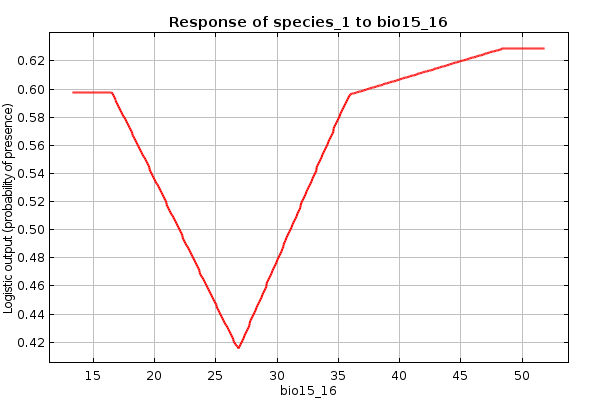 Response of species_1 to bio15_16
Logistic output (probability of presence)
0.62
0.60
0.58
0.56
0.54
0.52
0.50
0.48
0.46
0.44
0.42
15 20 25 30 35 40 45 50
bio15_16